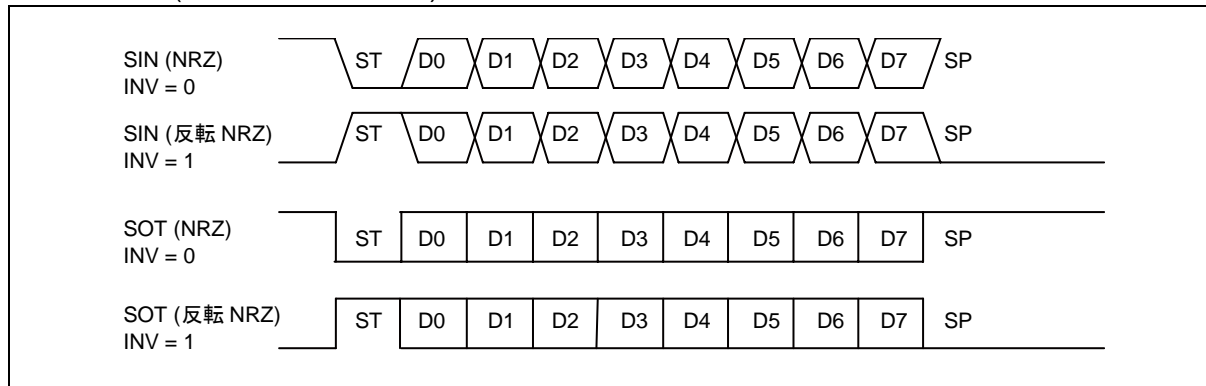 SIN (NRZ)
INV = 0
ST D0 D1 D2 D3 D4 D5 D6 D7 SP
SIN (反転 NRZ)
INV = 1
ST D0 D1 D2 D3 D4 D5 D6 D7 SP
SOT (NRZ)
INV = 0
ST D0 D1 D2 D3 D4 D5 D6 D7 SP
SOT (反転 NRZ)
INV = 1
ST D0 D1 D2 D3 D4 D5 D6 D7 SP